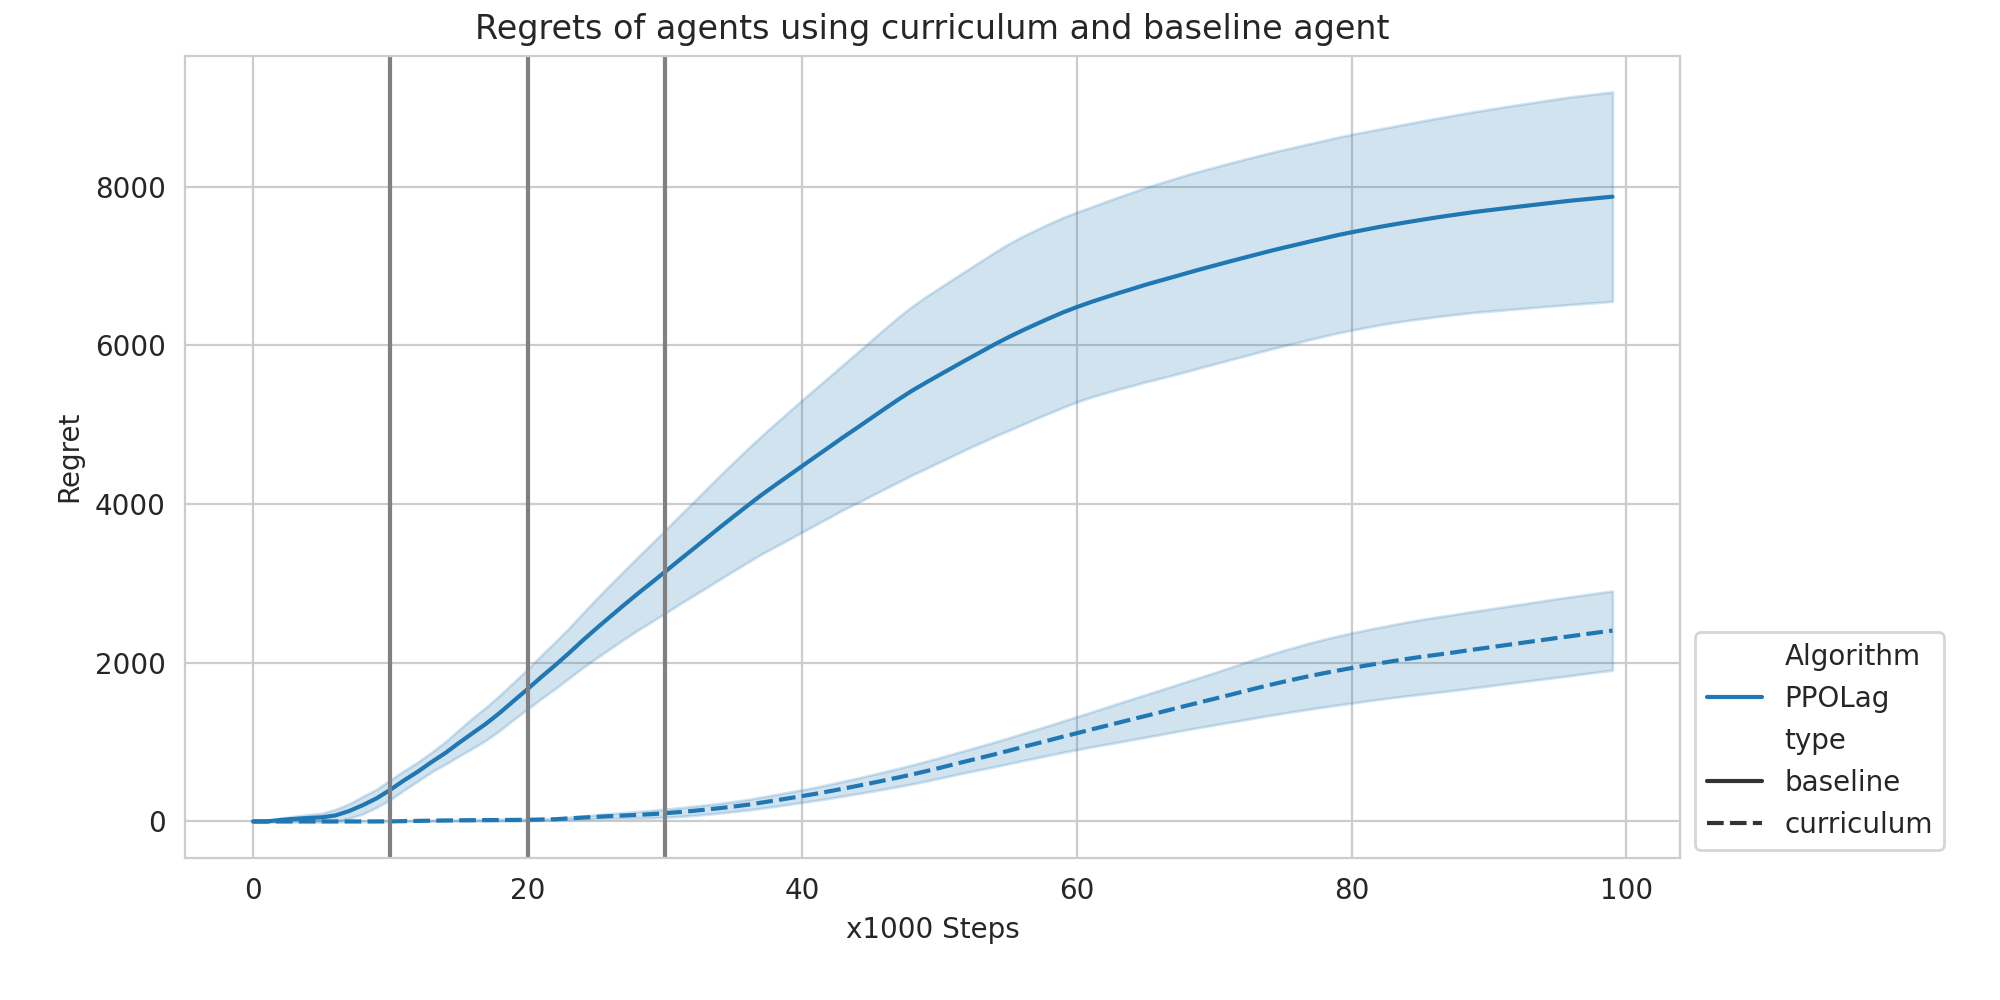 Regrets of agents using curriculum and baseline agent
8000
6000
4000
2000
0
Regret
0 20 40 60 80 100
x1000 Steps
Algorithm
PPOLag
type
baseline
curriculum